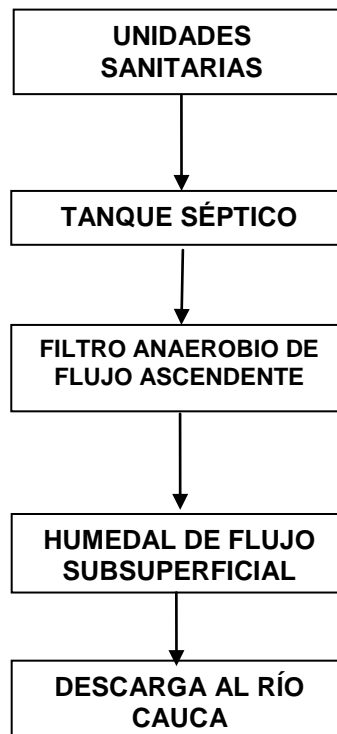 UNIDADES
SANITARIAS
TANQUE SÉPTICO
FILTRO ANAEROBIO DE
FLUJO ASCENDENTE
HUMEDAL DE FLUJO
SUBSUPERFICIAL
DESCARGA AL RÍO
CAUCA